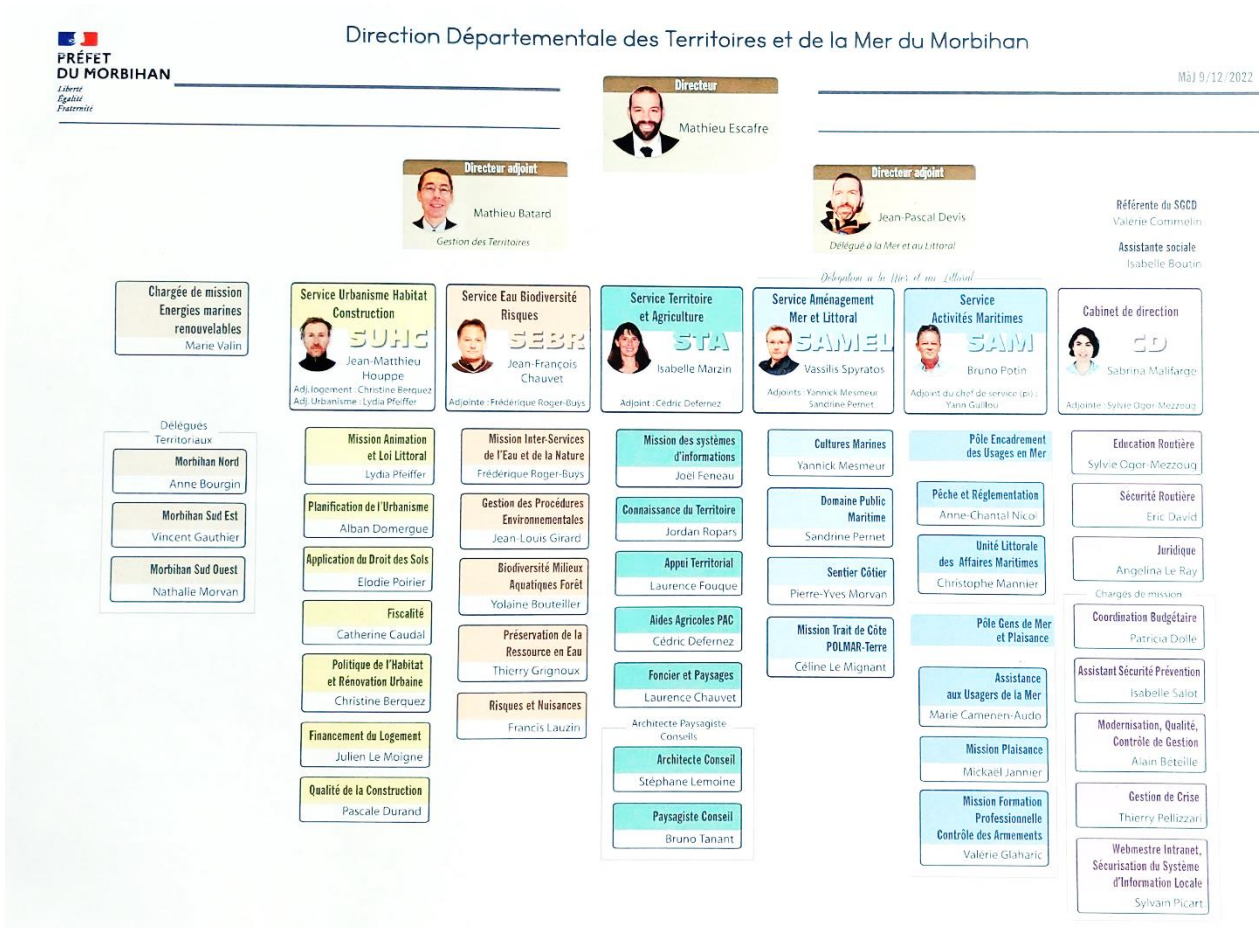 PRÉFET
DU MORBIHAN
Liberté
Égalité
Fraternité
Direction Départementale des Territoires et de la Mer du Morbihan
MàJ 9/12/2022
Directeur
Mathieu Escafre
Directeur adjoint
Mathieu Batard
Gestion des Territoires
Directeur adjoint
Jean-Pascal Devis
Délégué à la Mer et au Littoral
Référente du SGCD
Valérie Commelin
Assistante sociale
Isabelle Boutin
Délégation à la Mer et au Littoral
Chargée de mission
Energies marines
renouvelables
Marie Valin
Service Urbanisme Habitat
Construction
SUHC
Jean-Matthieu
Houppe
Adj. logement : Christine Berquez
Adj. Urbanisme : Lydia Pfeiffer
Service Eau Biodiversité
Risques
SEBR
Jean-François
Chauvet
Adjointe : Frédérique Roger-Buys
Service Territoire
et Agriculture
STA
Isabelle Marzin
Adjoint : Cédric Defernez
Service Aménagement
Mer et Littoral
SAMEL
Vassilis Spyratos
Adjoints : Yannick Mesmeur
Sandrine Pernet
Service
Activités Maritimes
SAM
Bruno Potin
Adjoint du chef de service (pi) :
Yann Guillou
Cabinet de direction
CD
Sabrina Malifarge
Adjointe : Sylvie Ogor-Mezzoug
Délégués
Territoriaux
Morbihan Nord
Anne Bourgin
Morbihan Sud Est
Vincent Gauthier
Morbihan Sud Ouest
Nathalie Morvan
Mission Animation
et Loi Littoral
Lydia Pfeiffer
Planification de l'Urbanisme
Alban Domergue
Application du Droit des Sols
Elodie Poirier
Fiscalité
Catherine Caudal
Politique de l'Habitat
et Rénovation Urbaine
Christine Berquez
Financement du Logement
Julien Le Moigne
Qualité de la Construction
Pascale Durand
Mission Inter-Services
de l'Eau et de la Nature
Frédérique Roger-Buys
Gestion des Procédures
Environnementales
Jean-Louis Girard
Biodiversité Milieux
Aquatiques Forêt
Yolaine Bouteiller
Préservation de la
Ressource en Eau
Thierry Grignoux
Risques et Nuisances
Francis Lauzin
Mission des systèmes
d'informations
Joël Feneau
Connaissance du Territoire
Jordan Ropars
Appui Territorial
Laurence Fouque
Aides Agricoles PAC
Cédric Defernez
Foncier et Paysages
Laurence Chauvet
Architecte Paysagiste
Conseils
Architecte Conseil
Stéphane Lemoine
Paysagiste Conseil
Bruno Tanant
Cultures Marines
Yannick Mesmeur
Domaine Public
Maritime
Sandrine Pernet
Sentier Côtier
Pierre-Yves Morvan
Mission Trait de Côte
POLMAR-Terre
Céline Le Mignant
Pôle Encadrement
des Usages en Mer
Pêche et Réglementation
Anne-Chantal Nicol
Unité Littorale
des Affaires Maritimes
Christophe Mannier
Pôle Gens de Mer
et Plaisance
Assistance
aux Usagers de la Mer
Marie Camenen-Audo
Mission Plaisance
Mickaël Jannier
Mission Formation
Professionnelle
Contrôle des Armements
Valérie Glaharic
Education Routière
Sylvie Ogor-Mezzoug
Sécurité Routière
Eric David
Juridique
Angelina Le Ray
Chargés de mission
Coordination Budgétaire
Patricia Dolle
Assistant Sécurité Prévention
Isabelle Salot
Modernisation, Qualité,
Contrôle de Gestion
Alain Béteille
Gestion de Crise
Thierry Pellizzari
Webmestre Intranet,
Sécurisation du Système
d'Information Locale
Sylvain Picart